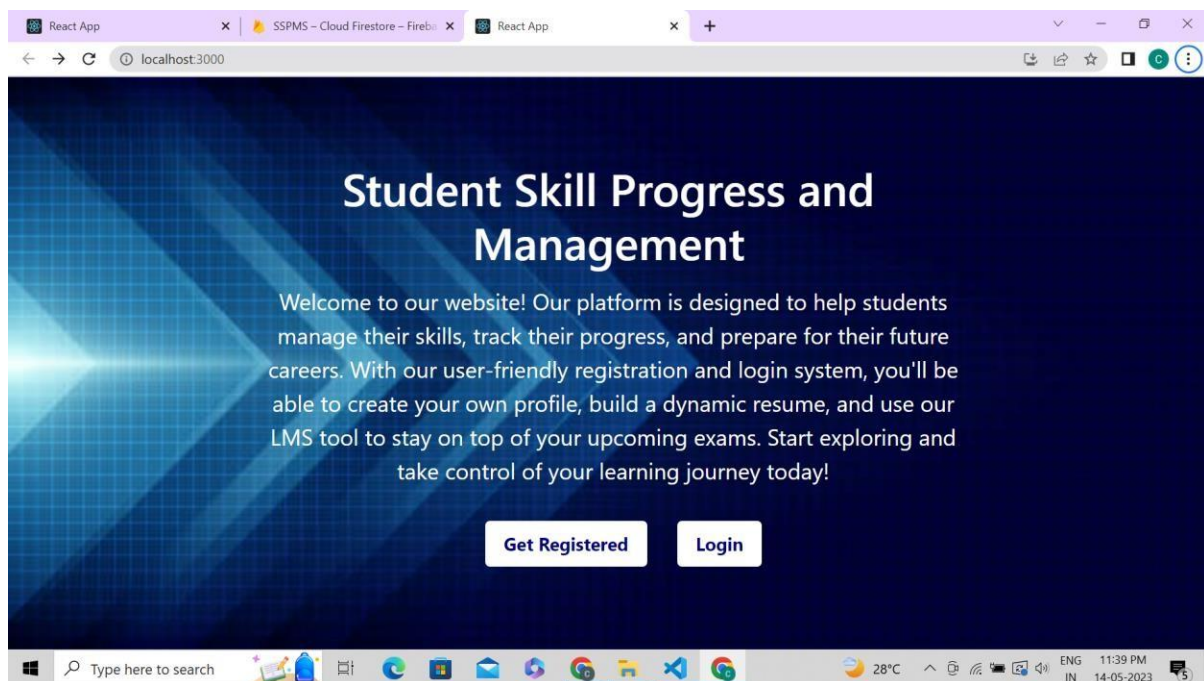 React App
SSPMS – Cloud Firestore – Fireba
React App
localhost:3000
C
Student Skill Progress and
Management
Welcome to our website! Our platform is designed to help students
manage their skills, track their progress, and prepare for their future
careers. With our user-friendly registration and login system, you'll be
able to create your own profile, build a dynamic resume, and use our
LMS tool to stay on top of your upcoming exams. Start exploring and
take control of your learning journey today!
Get Registered
Login
Type here to search
28°C
ENG
IN
11:39 PM
14-05-2023
5